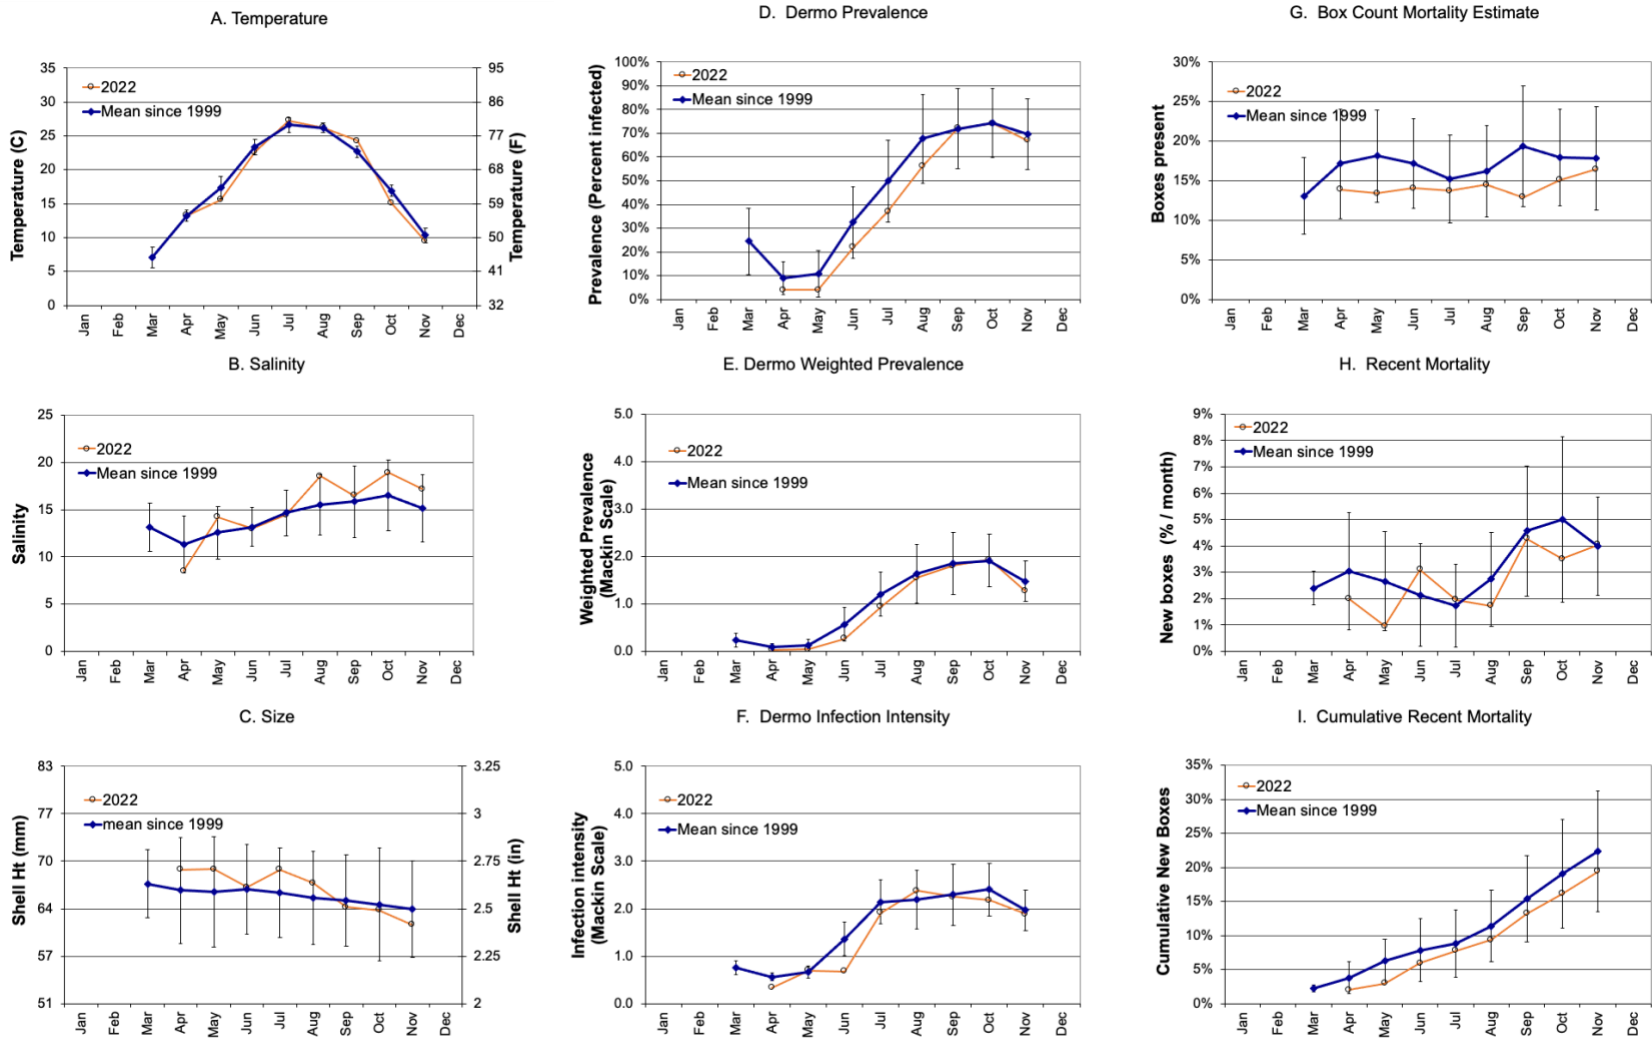 A. Temperature
35
30
25
20
15
10
5
0
95
86
77
68
59
50
41
32
Temperature (C)
Temperature (F)
2022
Mean since 1999
Jan Feb Mar Apr May Jun Jul Aug Sep Oct Nov Dec
B. Salinity
25
20
15
10
5
0
Salinity
2022
Mean since 1999
Jan Feb Mar Apr May Jun Jul Aug Sep Oct Nov Dec
C. Size
83
77
70
64
57
51
3.25
3
2.75
2.5
2.25
2
Shell Ht (mm)
Shell Ht (in)
2022
mean since 1999
Jan Feb Mar Apr May Jun Jul Aug Sep Oct Nov Dec
D. Dermo Prevalence
100%
90%
80%
70%
60%
50%
40%
30%
20%
10%
0%
Prevalence (Percent infected)
2022
Mean since 1999
Jan Feb Mar Apr May Jun Jul Aug Sep Oct Nov Dec
E. Dermo Weighted Prevalence
5.0
4.0
3.0
2.0
1.0
0.0
Weighted Prevalence
(Mackin Scale)
2022
Mean since 1999
Jan Feb Mar Apr May Jun Jul Aug Sep Oct Nov Dec
F. Dermo Infection Intensity
5.0
4.0
3.0
2.0
1.0
0.0
Infection intensity
(Mackin Scale)
2022
Mean since 1999
Jan Feb Mar Apr May Jun Jul Aug Sep Oct Nov Dec
G. Box Count Mortality Estimate
30%
25%
20%
15%
10%
5%
0%
Boxes present
2022
Mean since 1999
Jan Feb Mar Apr May Jun Jul Aug Sep Oct Nov Dec
H. Recent Mortality
9%
8%
7%
6%
5%
4%
3%
2%
1%
0%
New boxes (% / month)
2022
Mean since 1999
Jan Feb Mar Apr May Jun Jul Aug Sep Oct Nov Dec
I. Cumulative Recent Mortality
35%
30%
25%
20%
15%
10%
5%
0%
Cumulative New Boxes
2022
Mean since 1999
Jan Feb Mar Apr May Jun Jul Aug Sep Oct Nov Dec